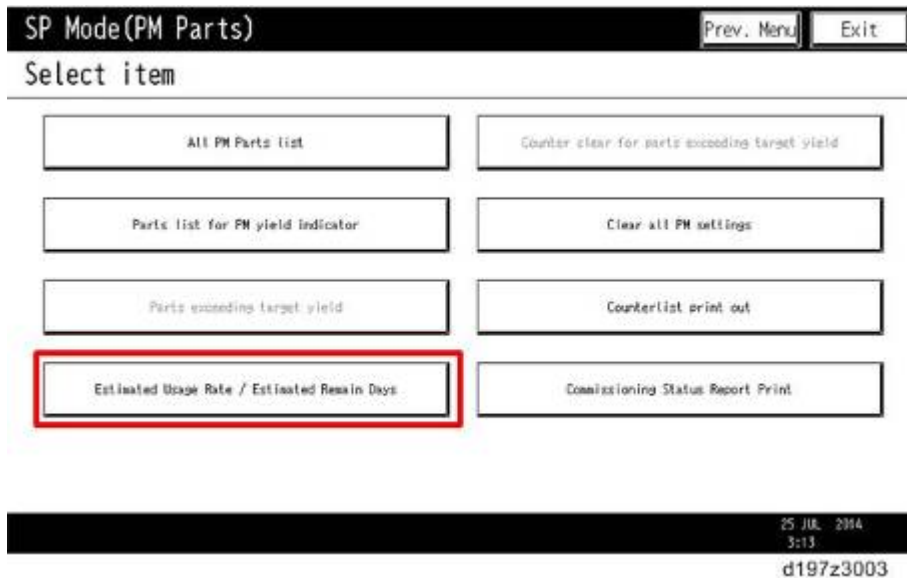 SP Mode(PM Parts)
Prev. Menu
Exit
Select item
All PM Parts list
Counter clear for parts exceeding target yield
Parts list for PM yield indicator
Clear all PM settings
Parts exceeding target yield
Counterlist print out
Estimated Usage Rate / Estimated Remain Days
Commissioning Status Report Print
25 JUL 2014
3:13
d197z3003